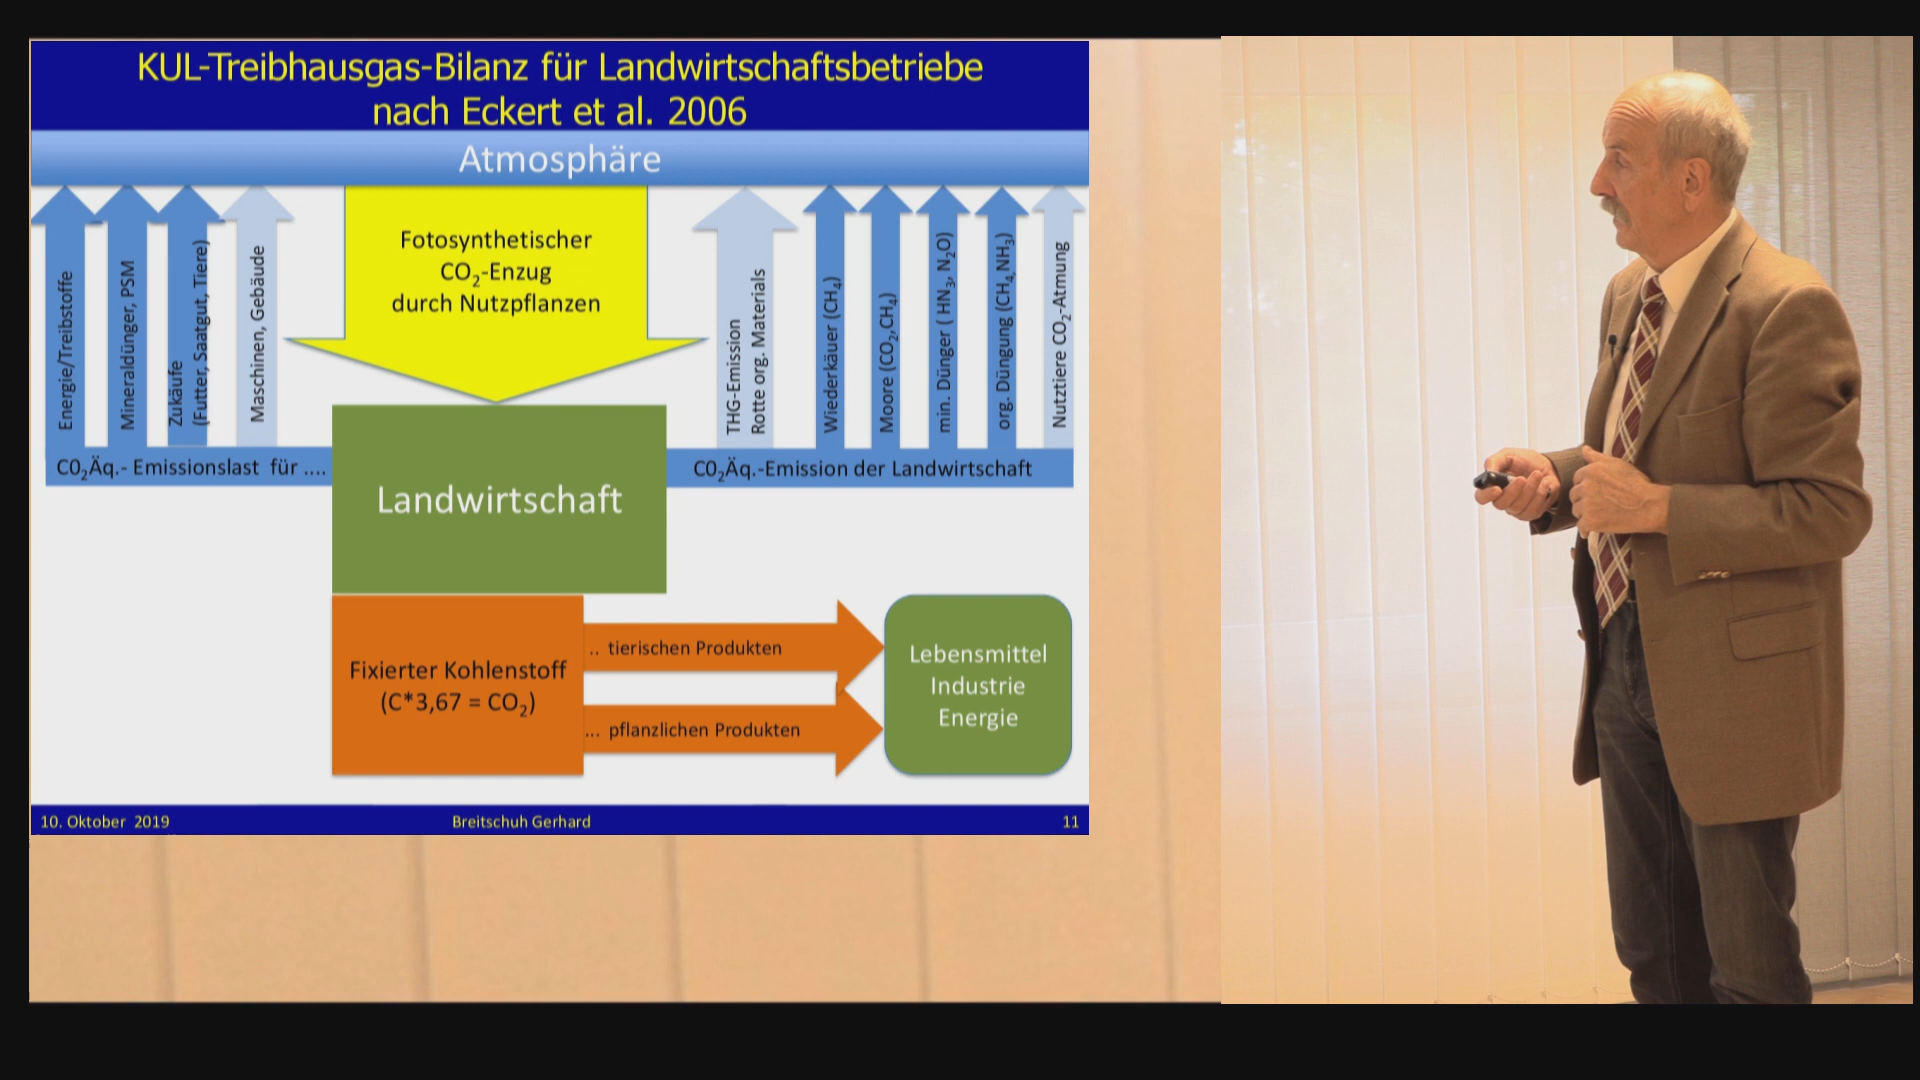 KUL-Treibhausgas-Bilanz für Landwirtschaftsbetriebe
nach Eckert et al. 2006
Atmosphäre
Energie/Treibstoffe
Mineraldünger, PSM
Zukäufe
(Futter, Saatgut, Tiere)
Maschinen, Gebäude
Fotosynthetischer
CO₂-Enzug
durch Nutzpflanzen
THG-Emission
Rotte org. Materials
Wiederkäuer (CH₄)
Moore (CO₂,CH₄)
min. Dünger ( HN₃, N₂O)
org. Düngung (CH₄,NH₃)
Nutztiere CO₂-Atmung
C0₂Äq.- Emissionslast für ....
Landwirtschaft
C0₂Äq.-Emission der Landwirtschaft
Fixierter Kohlenstoff
(C*3,67 = CO₂)
.. tierischen Produkten
... pflanzlichen Produkten
Lebensmittel
Industrie
Energie
10. Oktober 2019
Breitschuh Gerhard
11